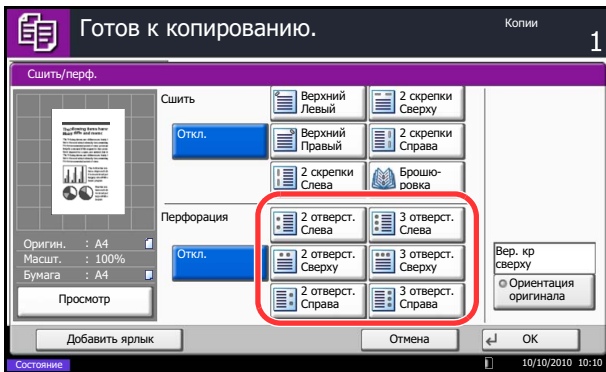 Готов к копированию.
Копии
1
Сшить/перф.
Сшить
Откл.
Верхний
Левый
2 скрепки
Сверху
Верхний
Правый
2 скрепки
Справа
2 скрепки
Слева
Брошю-
ровка
Перфорация
Откл.
2 отверст.
Слева
3 отверст.
Слева
2 отверст.
Сверху
3 отверст.
Сверху
2 отверст.
Справа
3 отверст.
Справа
Оригин. : A4
Масшт. : 100%
Бумага : A4
Просмотр
Вер. кр
сверху
Ориентация
оригинала
Добавить ярлык
Отмена
OK
Состояние
10/10/2010 10:10